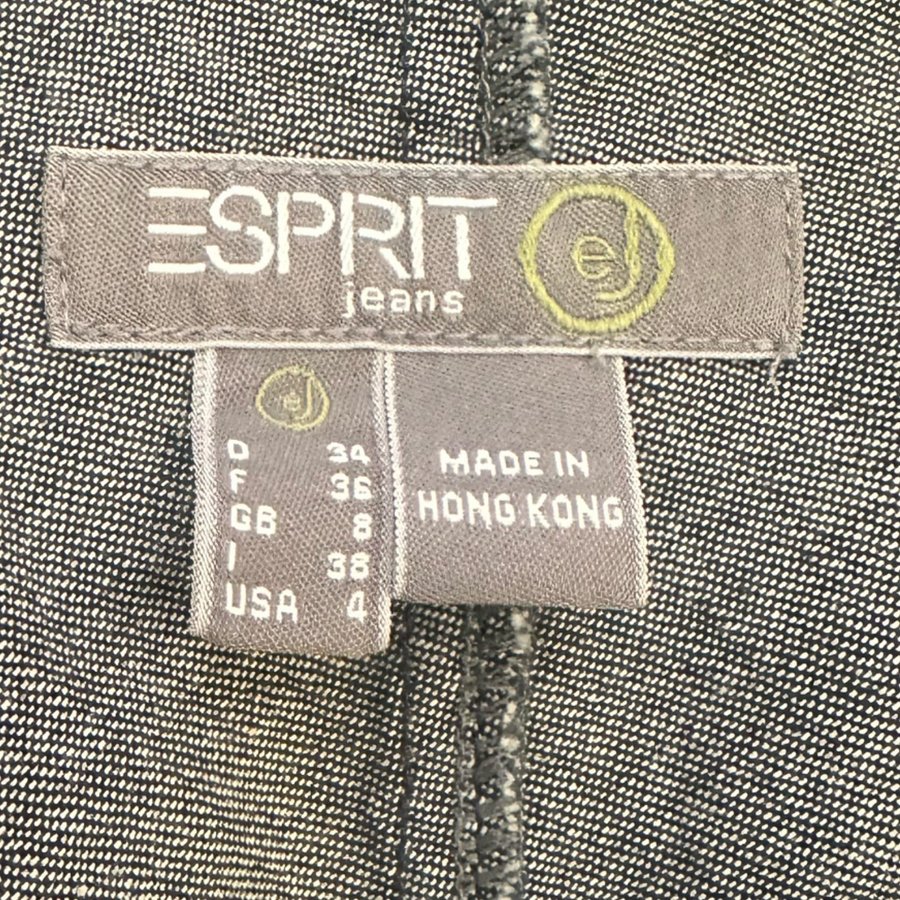 ESPRIT
jeans
eJ
eJ
D 34
F 36
GB 8
I 38
USA 4
MADE IN
HONG KONG